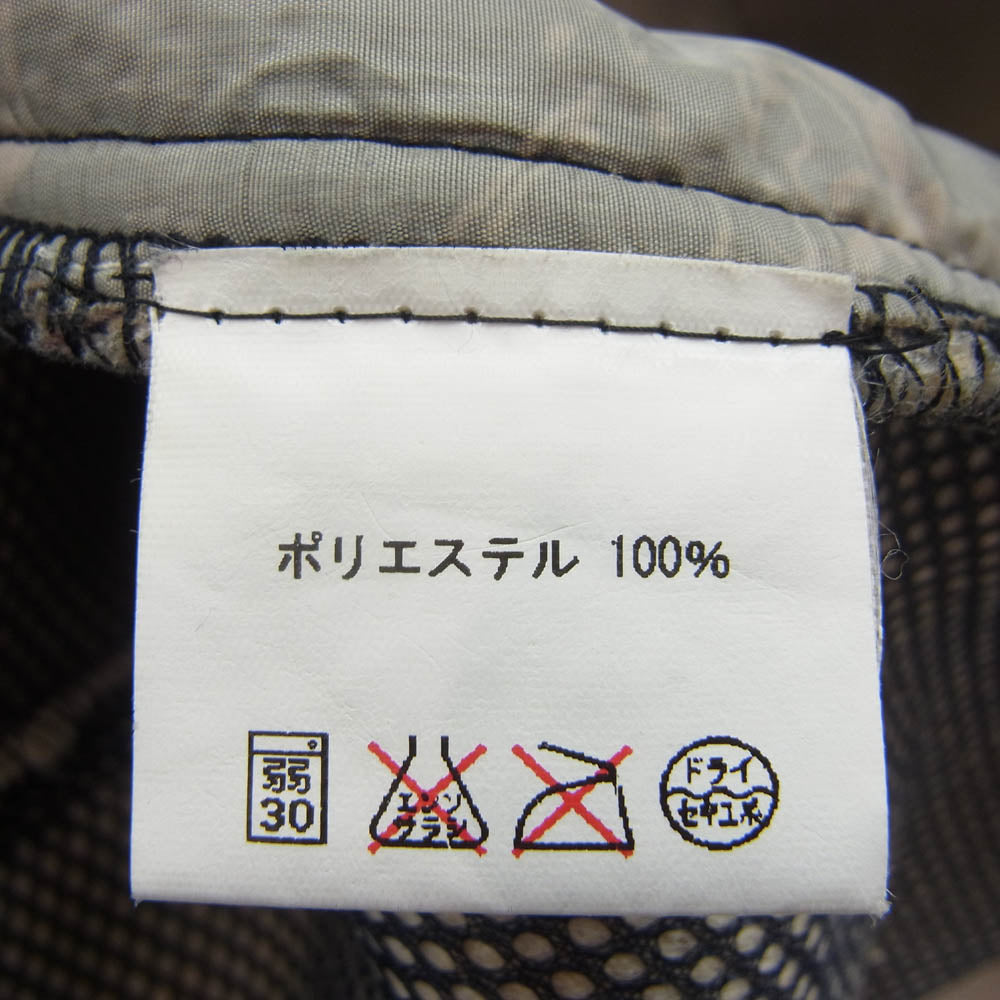 ポリエステル 100%
弱
30
エンソ
サラシ
ドライ
セキユ系